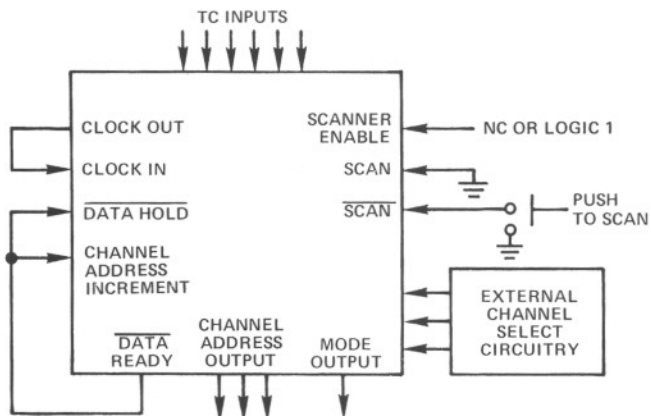 TC INPUTS
CLOCK OUT
CLOCK IN
DATA HOLD
CHANNEL
ADDRESS
INCREMENT
DATA
READY
CHANNEL
ADDRESS
OUTPUT
MODE
OUTPUT
SCANNER
ENABLE
SCAN
SCAN
NC OR LOGIC 1
PUSH
TO SCAN
EXTERNAL
CHANNEL
SELECT
CIRCUITRY